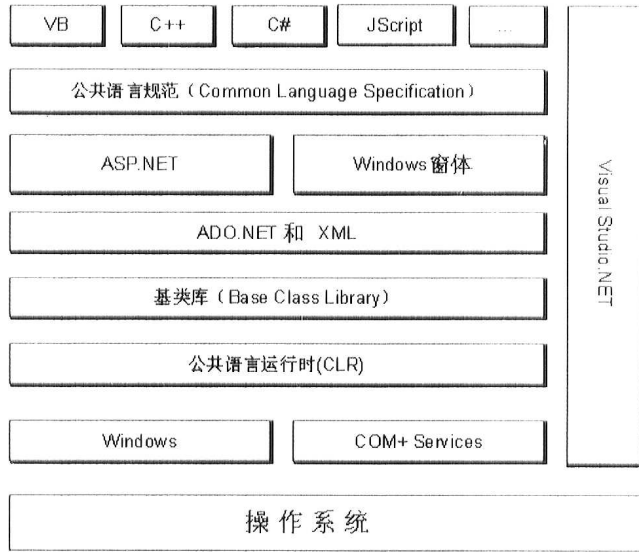 VB C++ C# JScript ...
公共语言规范（Common Language Specification）
ASP.NET Windows窗体
ADO.NET 和 XML
基类库（Base Class Library）
公共语言运行时(CLR)
Windows COM+ Services
Visual Studio.NET
操作系统